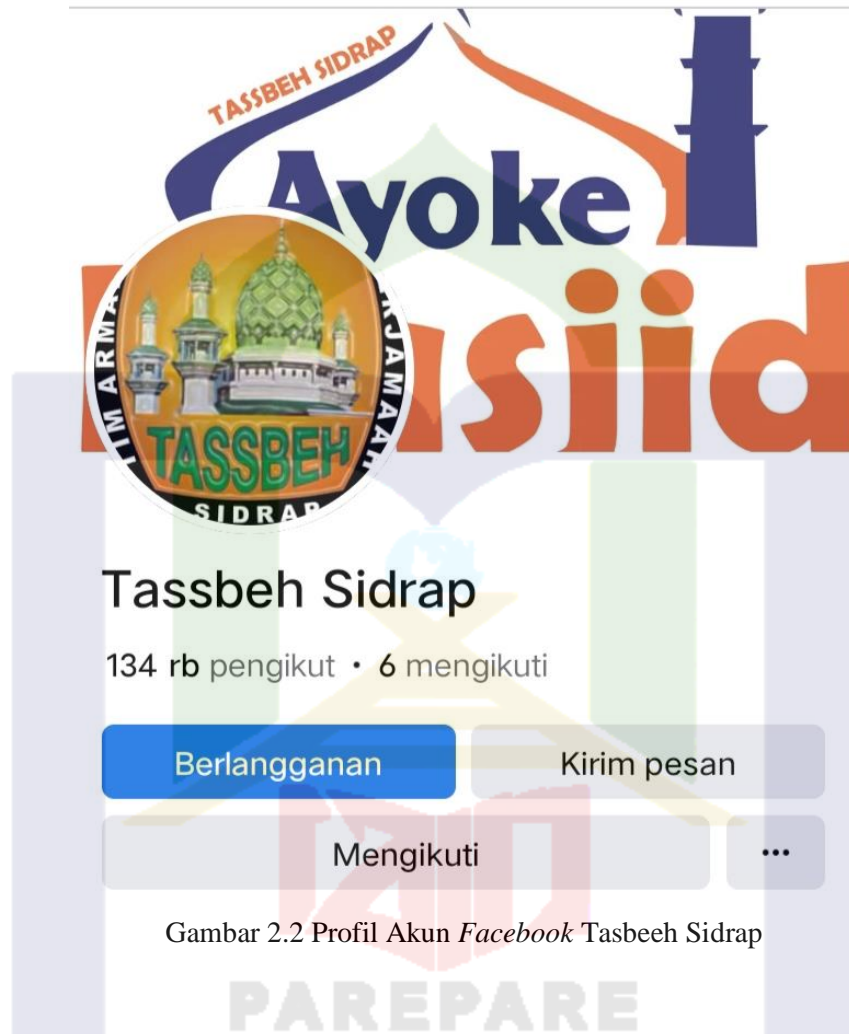 TASSBEH SIDRAP
Ayoke
TASSBEH
SIDRAP
Tassbeh Sidrap
134 rb pengikut • 6 mengikuti
Berlangganan
Kirim pesan
Mengikuti
Gambar 2.2 Profil Akun Facebook Tasbeeh Sidrap
PAREPARE